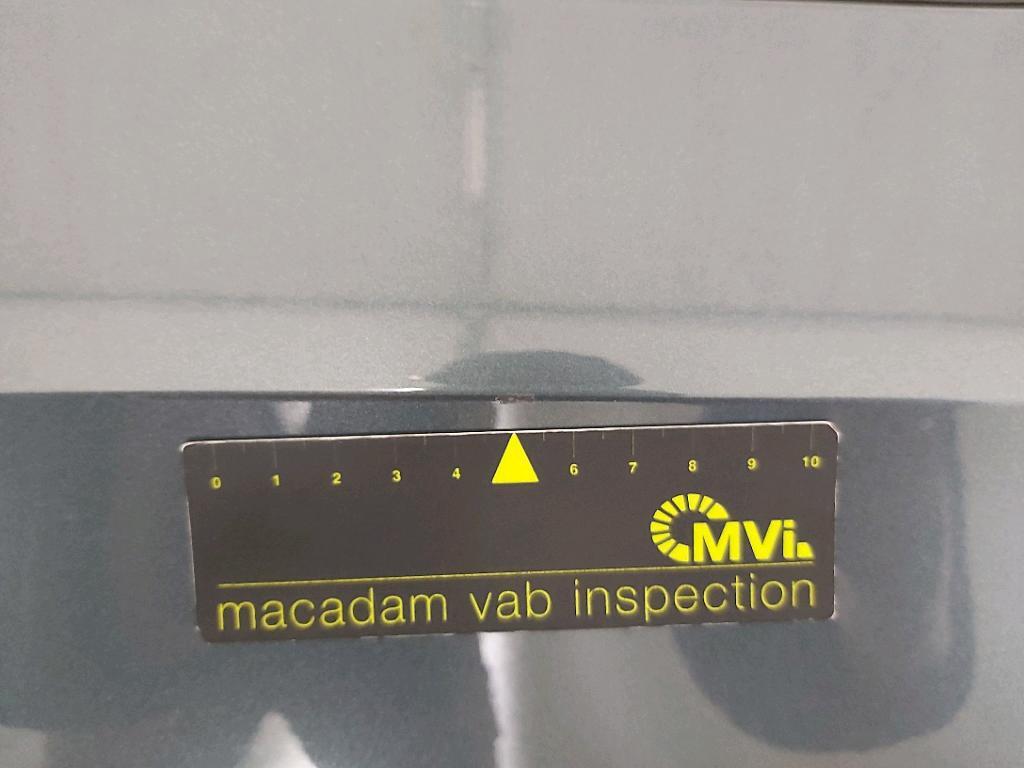 0 1 2 3 4 6 7 8 9 10
MVi.
macadam vab inspection